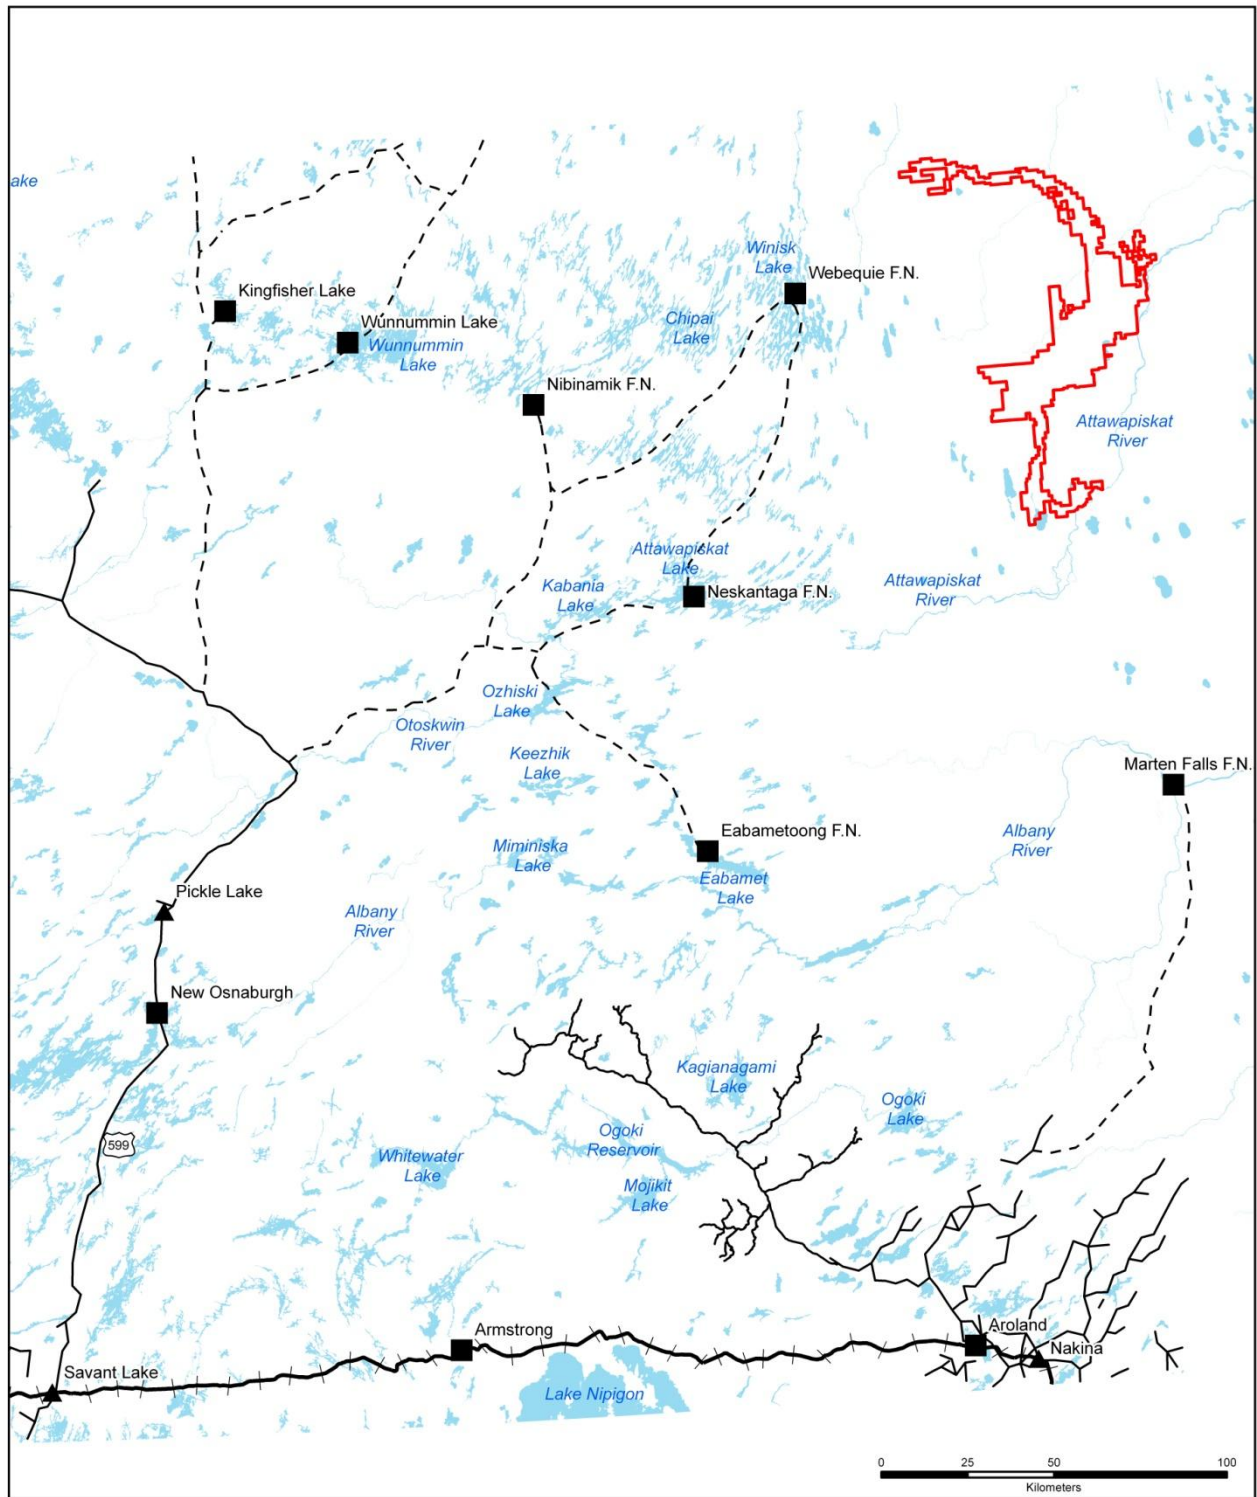 ake
Winisk
Lake
Webequie F.N.
Kingfisher Lake
Chipai
Lake
Wunnummin Lake
Wunnummin
Lake
Nibinamik F.N.
Attawapiskat
River
Attawapiskat
Lake
Kabania
Lake
Neskantaga F.N.
Attawapiskat
River
Ozhiski
Lake
Otoskwin
River
Keezhik
Lake
Marten Falls F.N.
Eabametoong F.N.
Albany
River
Miminiska
Lake
Eabamet
Lake
Pickle Lake
Albany
River
New Osnaburgh
Kagianagami
Lake
Ogoki
Lake
599
Ogoki
Reservoir
Whitewater
Lake
Mojikit
Lake
Armstrong
Aroland
Nakina
Savant Lake
Lake Nipigon
0 25 50 100
Kilometers